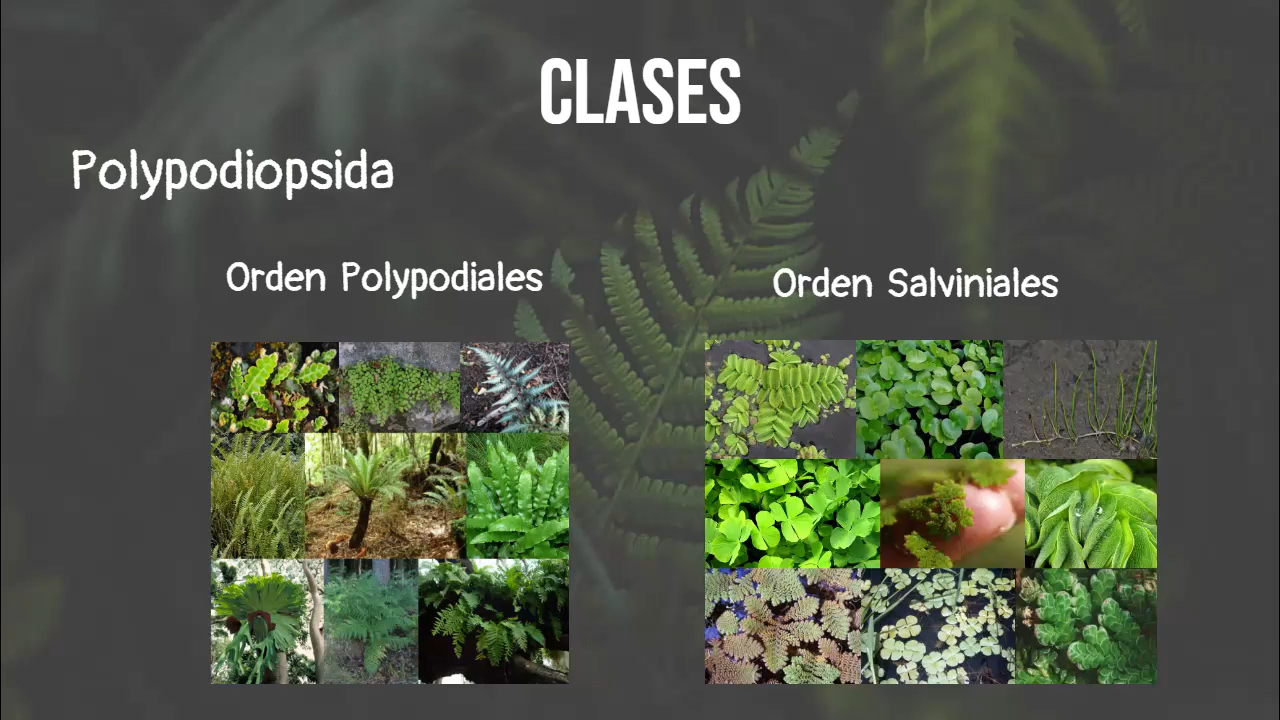 CLASES
Polypodiopsida
Orden Polypodiales
Orden Salviniales